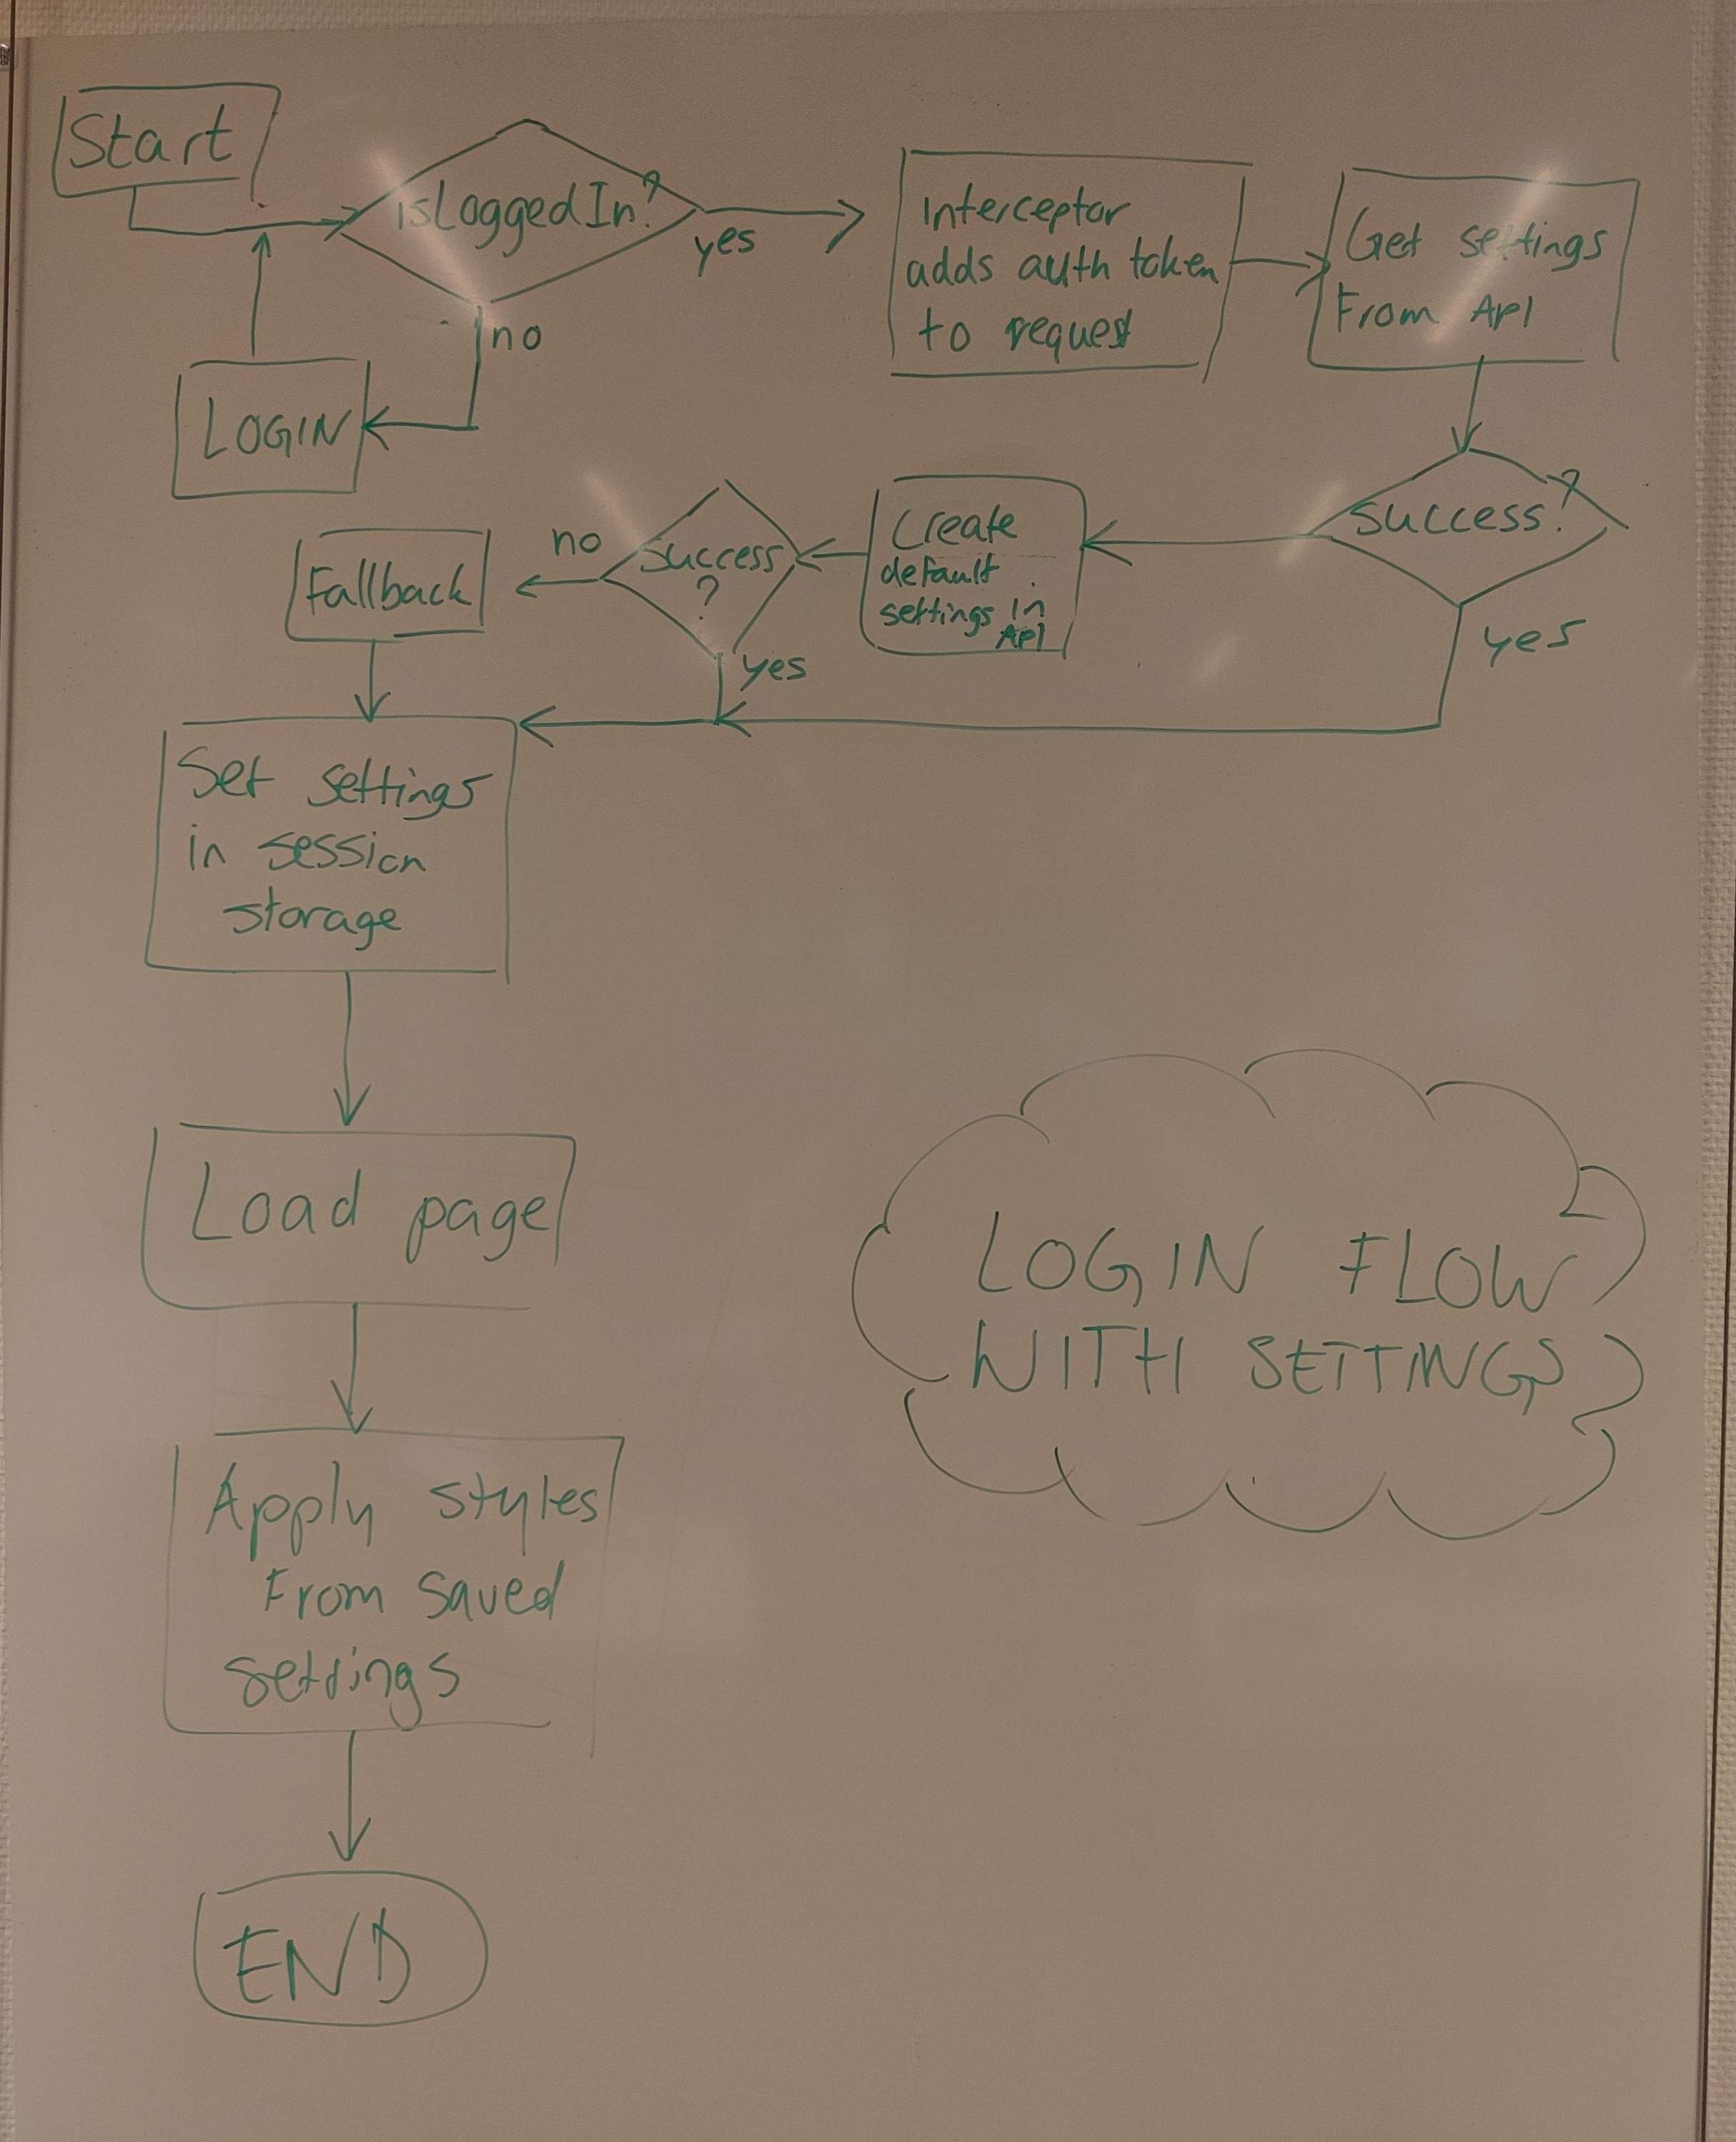 Start
isLoggedIn?
yes
no
LOGIN
Interceptor
adds auth token
to request
Get settings
From API
success?
yes
Create
default
settings in
API
success
?
no
yes
Fallback
Set settings
in session
storage
Load page
Apply styles
From saved
settings
END
LOGIN FLOW
WITH SETTINGS